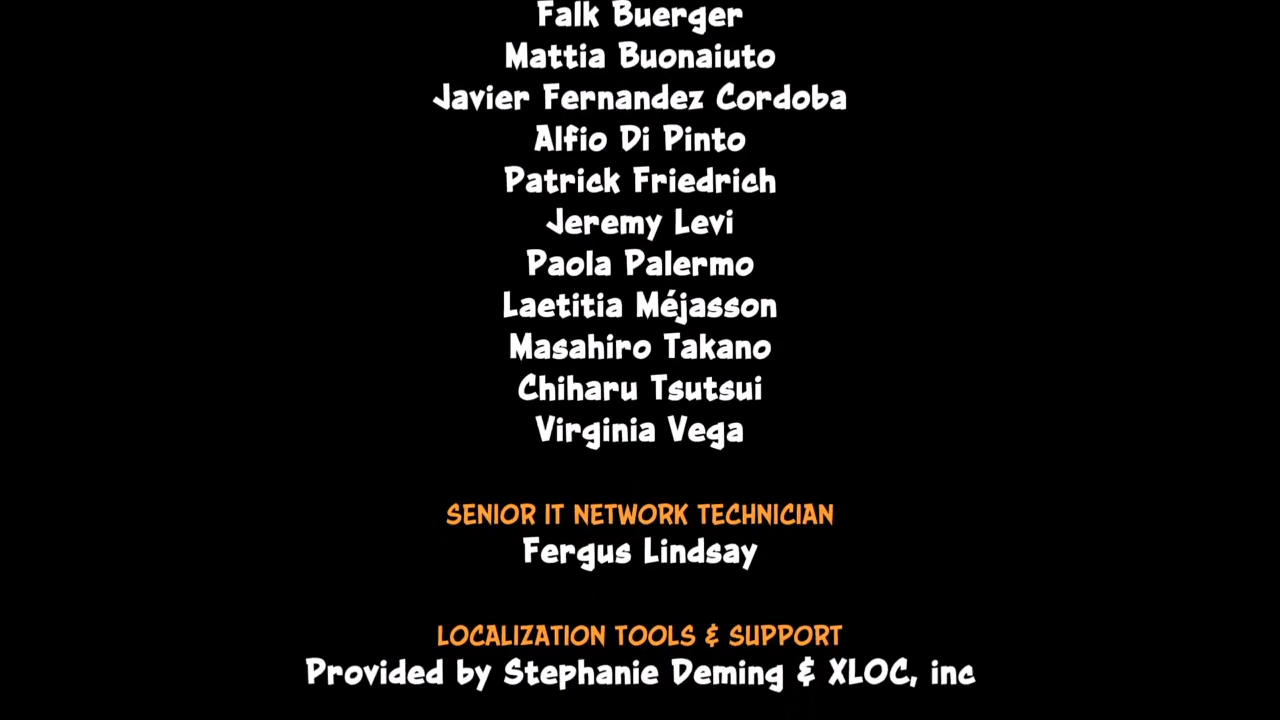 Falk Buerger
Mattia Buonaiuto
Javier Fernandez Cordoba
Alfio Di Pinto
Patrick Friedrich
Jeremy Levi
Paola Palermo
Laetitia Méjasson
Masahiro Takano
Chiharu Tsutsui
Virginia Vega
SENIOR IT NETWORK TECHNICIAN
Fergus Lindsay
LOCALIZATION TOOLS & SUPPORT
Provided by Stephanie Deming & XLOC, inc